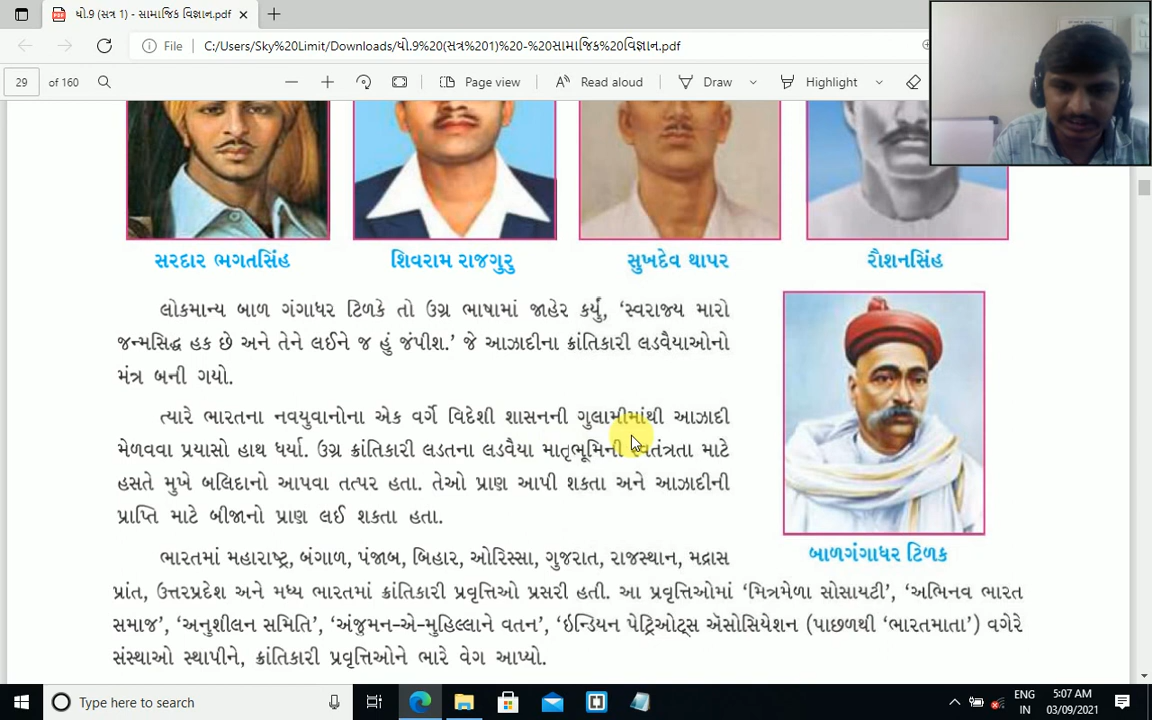 ધો.9 (સત્ર 1) - સામાજિક વિજ્ઞાન.pdf
File C:/Users/Sky%20Limit/Downloads/ધો.9%20(સત્ર%201)%20-%20સામાજિક%20વિજ્ઞાન.pdf
29 of 160 Page view Read aloud Draw Highlight
સરદાર ભગતસિંહ શિવરામ રાજગુરુ સુખદેવ થાપર રૌશનસિંહ
લોકમાન્ય બાળ ગંગાધર ટિળકે તો ઉગ્ર ભાષામાં જાહેર કર્યું, ‘સ્વરાજ્ય મારો
જન્મસિદ્ધ હક છે અને તેને લઈને જ હું જંપીશ.’ જે આઝાદીના ક્રાંતિકારી લડવૈયાઓનો
મંત્ર બની ગયો.
ત્યારે ભારતના નવયુવાનોના એક વર્ગે વિદેશી શાસનની ગુલામીમાંથી આઝાદી
મેળવવા પ્રયાસો હાથ ધર્યા. ઉગ્ર ક્રાંતિકારી લડતના લડવૈયા માતૃભૂમિની સ્વતંત્રતા માટે
હસતે મુખે બલિદાનો આપવા તત્પર હતા. તેઓ પ્રાણ આપી શકતા અને આઝાદીની
પ્રાપ્તિ માટે બીજાનો પ્રાણ લઈ શકતા હતા.
બાળગંગાધર ટિળક
ભારતમાં મહારાષ્ટ્ર, બંગાળ, પંજાબ, બિહાર, ઓરિસ્સા, ગુજરાત, રાજસ્થાન, મદ્રાસ
પ્રાંત, ઉત્તરપ્રદેશ અને મધ્ય ભારતમાં ક્રાંતિકારી પ્રવૃત્તિઓ પ્રસરી હતી. આ પ્રવૃત્તિઓમાં ‘મિત્રમેળા સોસાયટી’, ‘અભિનવ ભારત
સમાજ’, ‘અનુશીલન સમિતિ’, ‘અંજુમન-એ-મુહિલ્લાને વતન’, ‘ઇન્ડિયન પેટ્રિઓટ્સ ઍસોસિયેશન (પાછળથી ‘ભારતમાતા’) વગેરે
સંસ્થાઓ સ્થાપીને, ક્રાંતિકારી પ્રવૃત્તિઓને ભારે વેગ આપ્યો.
Type here to search
ENG
IN
5:07 AM
03/09/2021